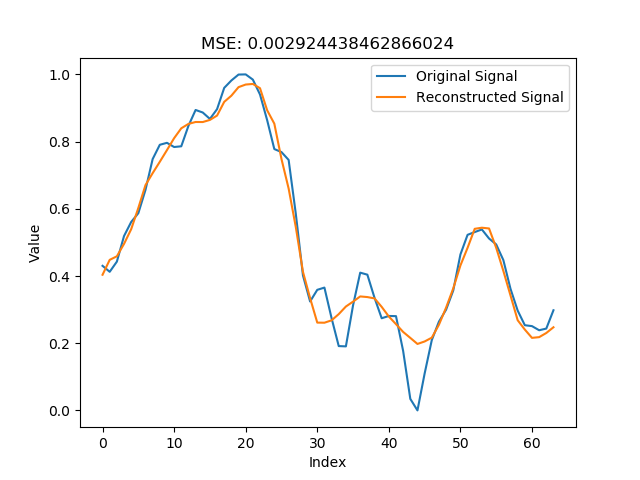 MSE: 0.002924438462866024
Original Signal
Reconstructed Signal
Value
1.0
0.8
0.6
0.4
0.2
0.0
0 10 20 30 40 50 60
Index